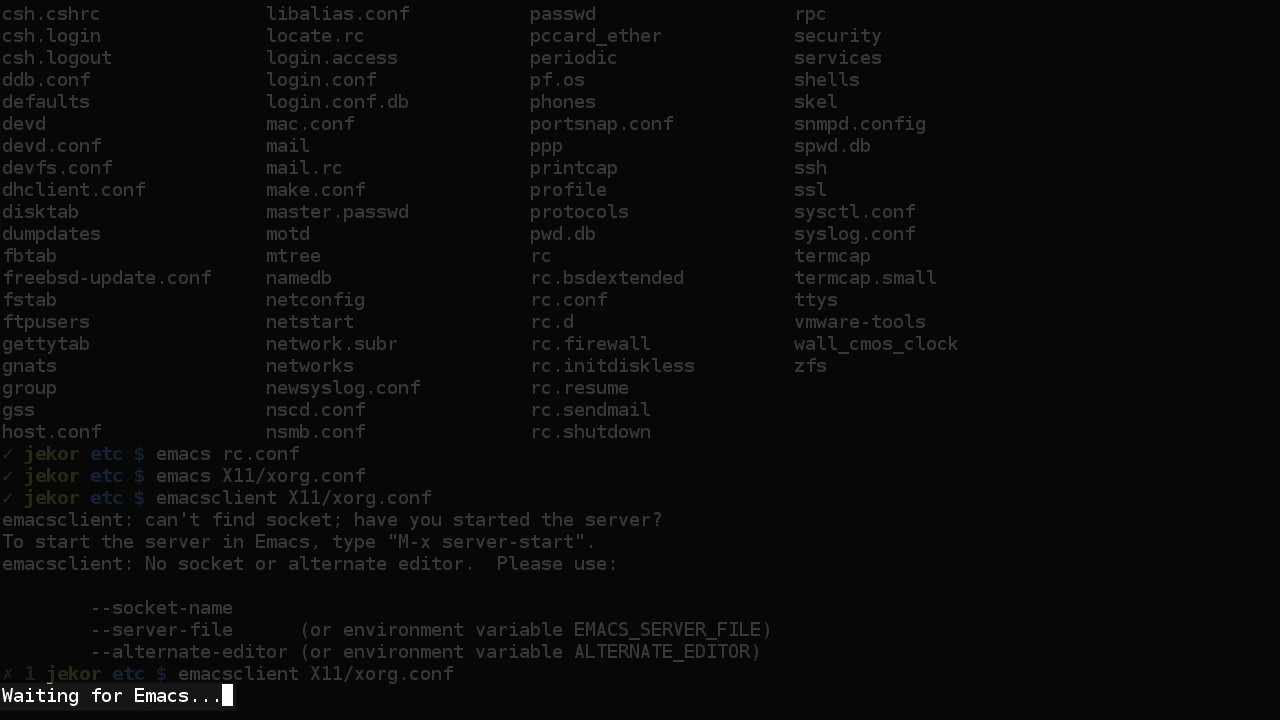 csh.cshrc libalias.conf passwd rpc
csh.login locate.rc pccard_ether security
csh.logout login.access periodic services
ddb.conf login.conf pf.os shells
defaults login.conf.db phones skel
devd mac.conf portsnap.conf snmpd.config
devd.conf mail ppp spwd.db
devfs.conf mail.rc printcap ssh
dhclient.conf make.conf profile ssl
disktab master.passwd protocols sysctl.conf
dumpdates motd pwd.db syslog.conf
fbtab mtree rc termcap
freebsd-update.conf namedb rc.bsdextended termcap.small
fstab netconfig rc.conf ttys
ftpusers netstart rc.d vmware-tools
gettytab network.subr rc.firewall wall_cmos_clock
gnats networks rc.initdiskless zfs
group newsyslog.conf rc.resume
gss nscd.conf rc.sendmail
host.conf nsmb.conf rc.shutdown
✓ jekor etc $ emacs rc.conf
✓ jekor etc $ emacs X11/xorg.conf
✓ jekor etc $ emacsclient X11/xorg.conf
emacsclient: can't find socket; have you started the server?
To start the server in Emacs, type "M-x server-start".
emacsclient: No socket or alternate editor.  Please use:
--socket-name
--server-file      (or environment variable EMACS_SERVER_FILE)
--alternate-editor (or environment variable ALTERNATE_EDITOR)
✗ 1 jekor etc $ emacsclient X11/xorg.conf
Waiting for Emacs...